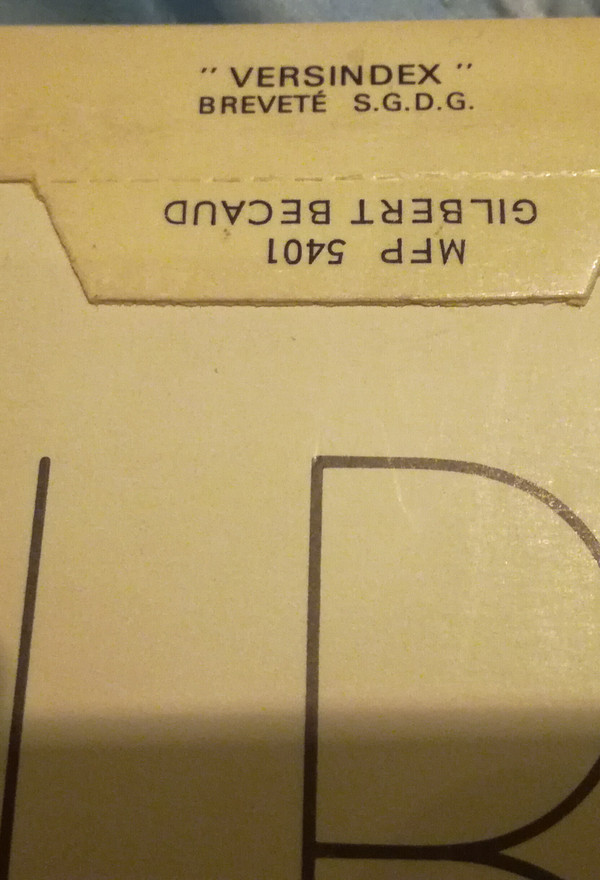 " VERSINDEX "
BREVETÉ S.G.D.G.
GILBERT BECAUD
MFP 5401